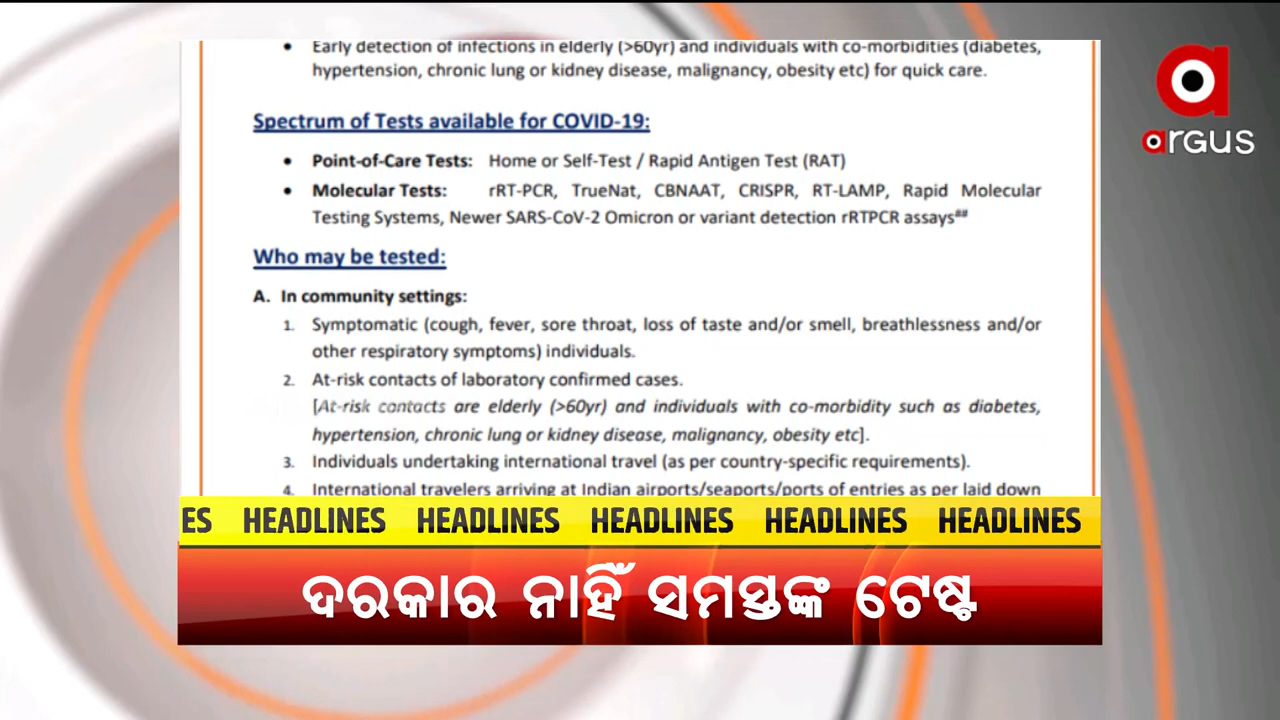 • Early detection of infections in elderly (>60yr) and individuals with co-morbidities (diabetes,
hypertension, chronic lung or kidney disease, malignancy, obesity etc) for quick care.
Spectrum of Tests available for COVID-19:
• Point-of-Care Tests: Home or Self-Test / Rapid Antigen Test (RAT)
• Molecular Tests: rRT-PCR, TrueNat, CBNAAT, CRISPR, RT-LAMP, Rapid Molecular
Testing Systems, Newer SARS-CoV-2 Omicron or variant detection rRTPCR assays##
Who may be tested:
A. In community settings:
1. Symptomatic (cough, fever, sore throat, loss of taste and/or smell, breathlessness and/or
other respiratory symptoms) individuals.
2. At-risk contacts of laboratory confirmed cases.
[At-risk contacts are elderly (>60yr) and individuals with co-morbidity such as diabetes,
hypertension, chronic lung or kidney disease, malignancy, obesity etc].
3. Individuals undertaking international travel (as per country-specific requirements).
4. International travelers arriving at Indian airports/seaports/ports of entries as per laid down
argus
ES HEADLINES HEADLINES HEADLINES HEADLINES HEADLINES
ଦରକାର ନାହିଁ ସମସ୍ତଙ୍କ ଟେଷ୍ଟ